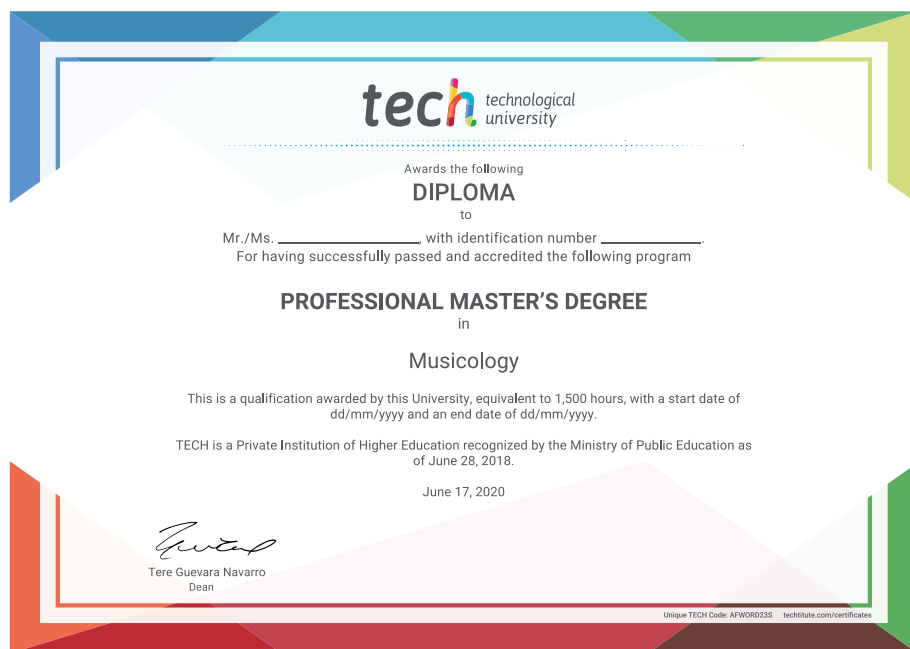 tech technological
university
Awards the following
DIPLOMA
to
Mr./Ms. ____________________, with identification number ______________.
For having successfully passed and accredited the following program
PROFESSIONAL MASTER'S DEGREE
in
Musicology
This is a qualification awarded by this University, equivalent to 1,500 hours, with a start date of
dd/mm/yyyy and an end date of dd/mm/yyyy.
TECH is a Private Institution of Higher Education recognized by the Ministry of Public Education as
of June 28, 2018.
June 17, 2020
Tere Guevara Navarro
Dean
Unique TECH Code: AFWORD23S techtitute.com/certificates